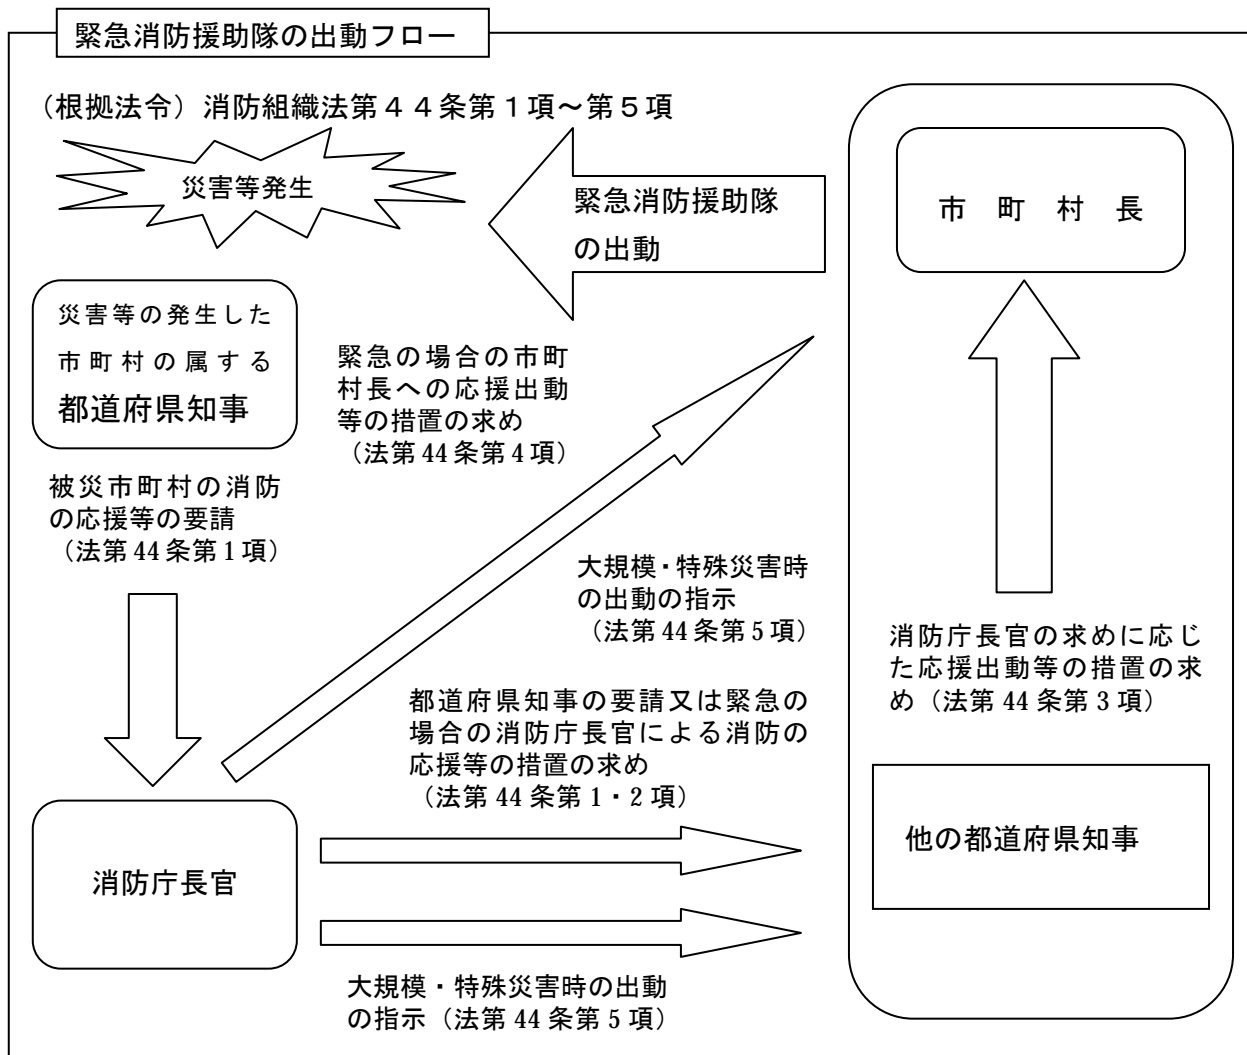 緊急消防援助隊の出動フロー
（根拠法令）消防組織法第４４条第１項～第５項
災害等発生
緊急消防援助隊
の出動
市町村長
災害等の発生した
市町村の属する
都道府県知事
緊急の場合の市町
村長への応援出動
等の措置の求め
（法第44条第4項）
被災市町村の消防
の応援等の要請
（法第44条第1項）
大規模・特殊災害時
の出動の指示
（法第44条第5項）
消防庁長官の求めに応じ
た応援出動等の措置の求
め（法第44条第3項）
都道府県知事の要請又は緊急の
場合の消防庁長官による消防の
応援等の措置の求め
（法第44条第1・2項）
他の都道府県知事
消防庁長官
大規模・特殊災害時の出動
の指示（法第44条第5項）